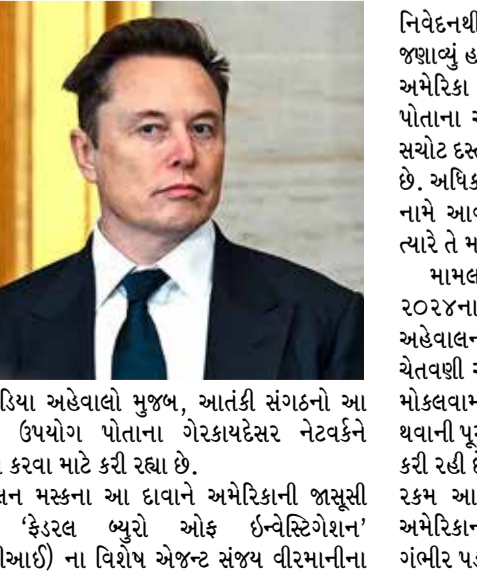 ડિયા અહેવાલો મુજબ, આતંકી સંગઠનો આ
ઉપયોગ પોતાના ગેરકાયદેસર નેટવર્કને
કરવા માટે કરી રહ્યા છે.
લન મસ્કના આ દાવાને અમેરિકાની જાસૂસી
'ફેડરલ બ્યુરો ઓફ ઇન્વેસ્ટિગેશન'
ીઆઈ) ના વિશેષ એજન્ટ સંજય વીરમાનીના
નિવેદનથી
જણાવ્યું હ
અમેરિકા
પોતાના
સચોટ દસ્ત
છે. અધિક
નામે આવ
ત્યારે તે મ
મામલ
૨૦૨૪ના
અહેવાલન
ચેતવણી
મોકલવામ
થવાની પૂર
કરી રહી છે
રકમ આ
અમેરિકાન
ગંભીર પડ